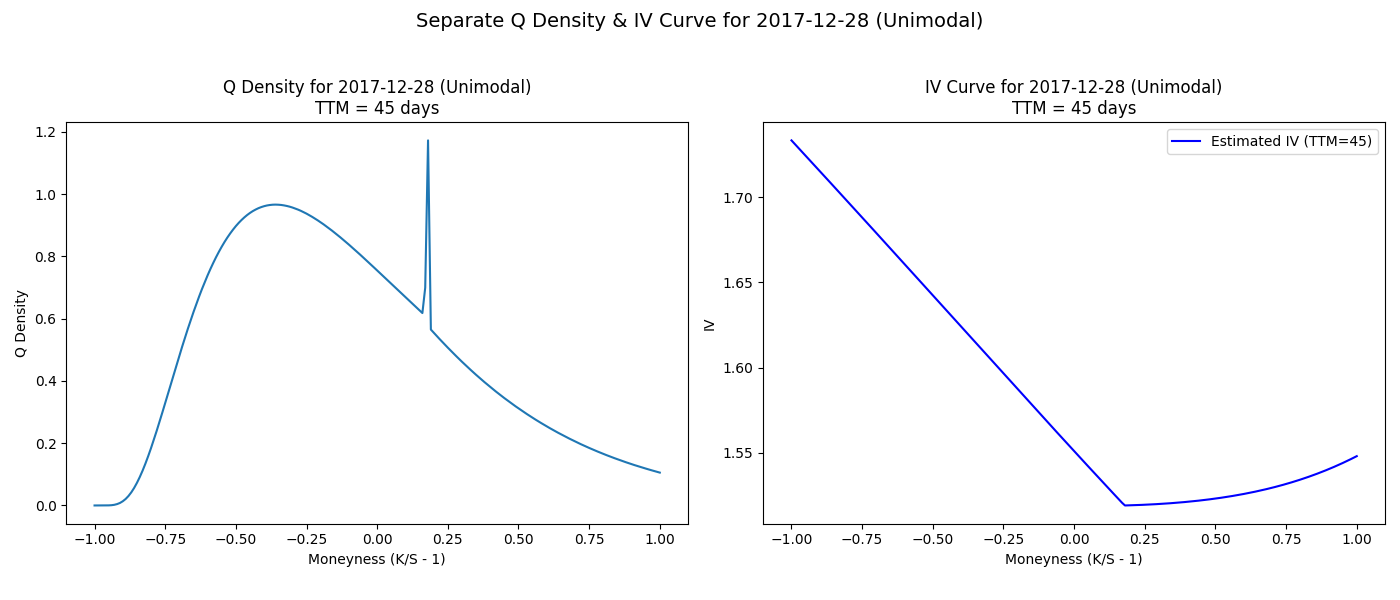 Separate Q Density & IV Curve for 2017-12-28 (Unimodal)
Q Density for 2017-12-28 (Unimodal)
TTM = 45 days
1.2
1.0
0.8
0.6
0.4
0.2
0.0
Q Density
−1.00 −0.75 −0.50 −0.25 0.00 0.25 0.50 0.75 1.00
Moneyness (K/S - 1)
IV Curve for 2017-12-28 (Unimodal)
TTM = 45 days
Estimated IV (TTM=45)
1.70
1.65
1.60
1.55
IV
−1.00 −0.75 −0.50 −0.25 0.00 0.25 0.50 0.75 1.00
Moneyness (K/S - 1)